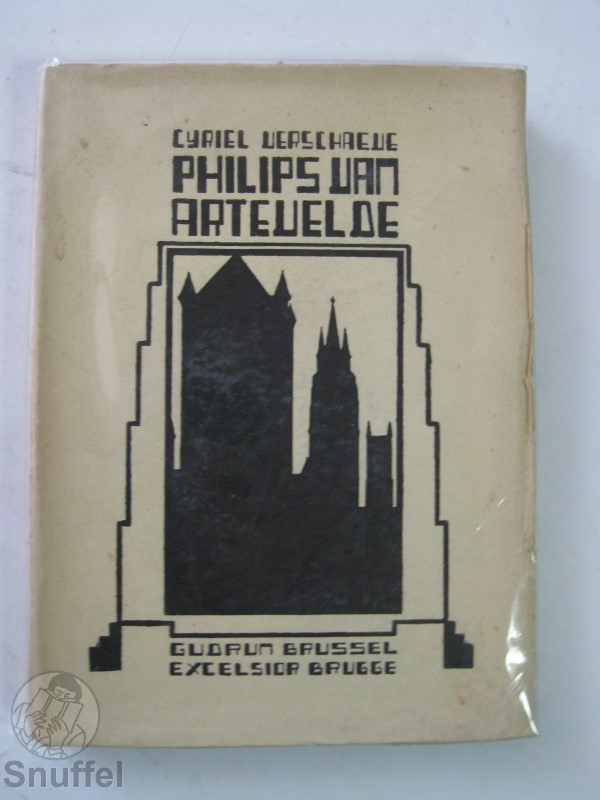 CYRIEL VERSCHAEVE
PHILIPS VAN
ARTEVELDE
GUDRUN BRUSSEL
EXCELSIOR BRUGGE
Snuffel